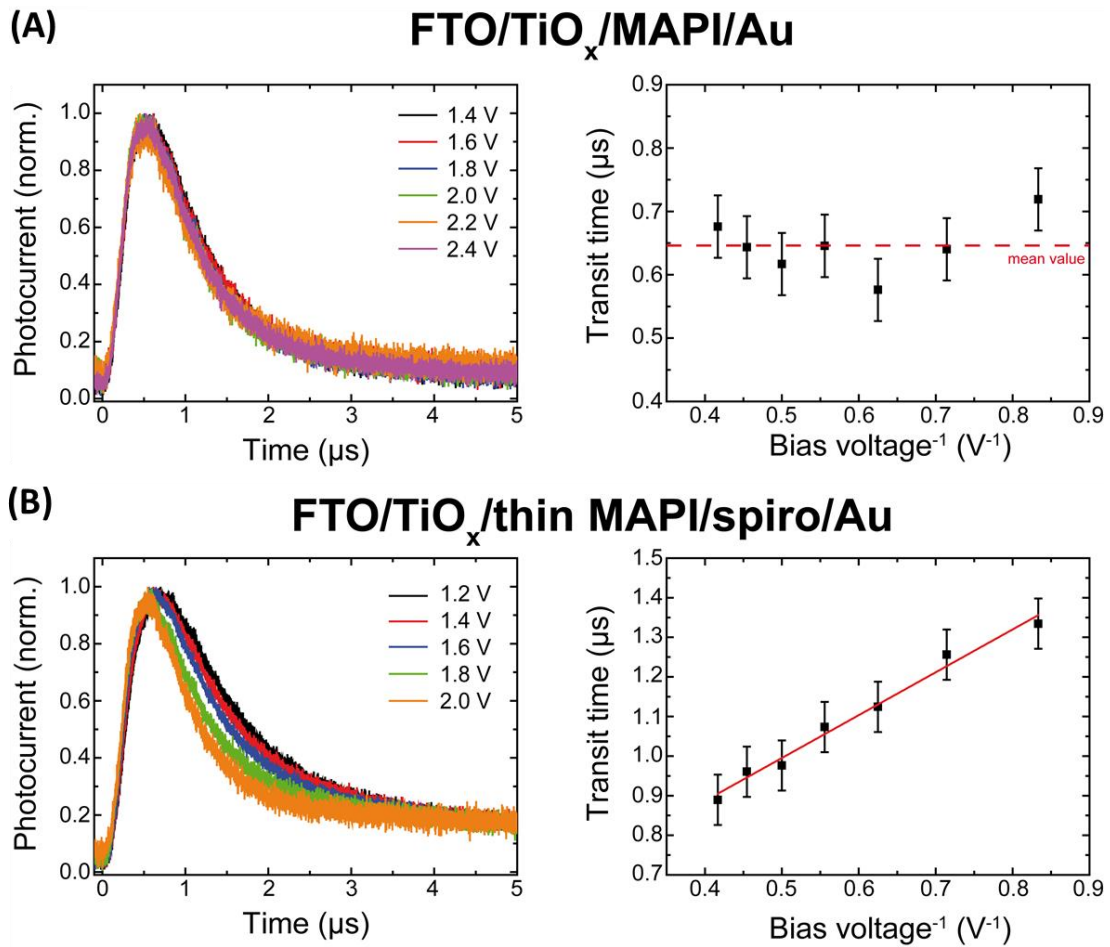 (A)
FTO/TiOx/MAPI/Au
Photocurrent (norm.)
1.0
0.8
0.6
0.4
0.2
0.0
0
1
2
3
4
5
Time (µs)
1.4 V
1.6 V
1.8 V
2.0 V
2.2 V
2.4 V
Transit time (µs)
0.9
0.8
0.7
0.6
0.5
0.4
mean value
0.4
0.5
0.6
0.7
0.8
0.9
Bias voltage⁻¹ (V⁻¹)
(B)
FTO/TiOx/thin MAPI/spiro/Au
Photocurrent (norm.)
1.0
0.8
0.6
0.4
0.2
0.0
0
1
2
3
4
5
Time (µs)
1.2 V
1.4 V
1.6 V
1.8 V
2.0 V
Transit time (µs)
1.5
1.4
1.3
1.2
1.1
1.0
0.9
0.8
0.7
0.4
0.5
0.6
0.7
0.8
0.9
Bias voltage⁻¹ (V⁻¹)